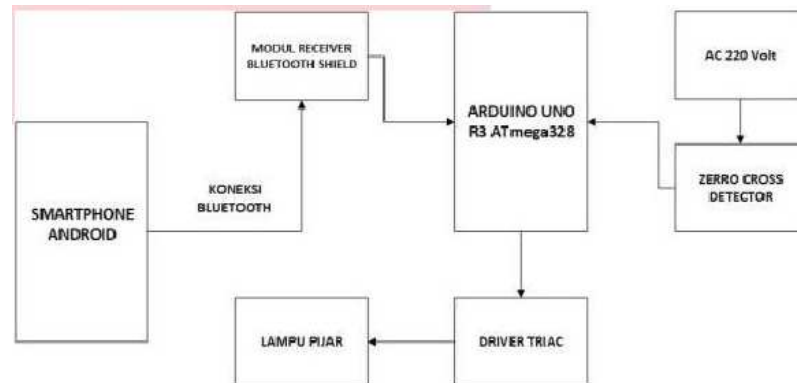 MODUL RECEIVER
BLUETOOTH SHIELD
AC 220 Volt
ARDUINO UNO
R3 ATmega328
KONEKSI
BLUETOOTH
ZERRO CROSS
DETECTOR
SMARTPHONE
ANDROID
LAMPU PIJAR
DRIVER TRIAC